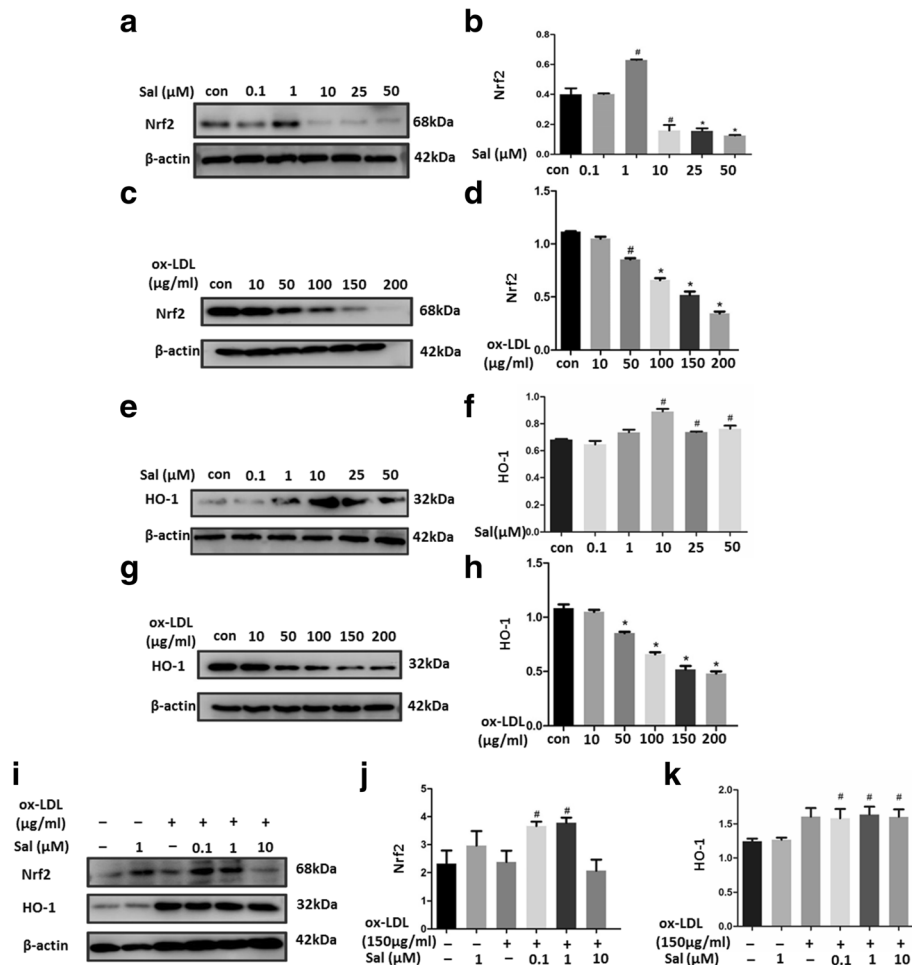 a
Sal (μM) con 0.1 1 10 25 50
Nrf2 68kDa
β-actin 42kDa
b
Nrf2
0.8
0.6
0.4
0.2
0.0
#
#
*
*
Sal (μM)
con 0.1 1 10 25 50
c
ox-LDL
(μg/ml) con 10 50 100 150 200
Nrf2 68kDa
β-actin 42kDa
d
Nrf2
1.5
1.0
0.5
0.0
#
*
*
*
ox-LDL
(μg/ml) con 10 50 100 150 200
e
Sal (μM) con 0.1 1 10 25 50
HO-1 32kDa
β-actin 42kDa
f
HO-1
1.0
0.8
0.6
0.4
0.2
0.0
#
#
#
Sal(μM)
con 0.1 1 10 25 50
g
ox-LDL
(μg/ml) con 10 50 100 150 200
HO-1 32kDa
β-actin 42kDa
h
HO-1
1.5
1.0
0.5
0.0
*
*
*
*
ox-LDL
(μg/ml) con 10 50 100 150 200
i
ox-LDL
(μg/ml) – – + + + +
Sal (μM) – 1 – 0.1 1 10
Nrf2 68kDa
HO-1 32kDa
β-actin 42kDa
j
Nrf2
5
4
3
2
1
0
# #
ox-LDL
(150μg/ml) – – + + + +
Sal (μM) – 1 – 0.1 1 10
k
HO-1
2.0
1.5
1.0
0.5
0.0
# # #
ox-LDL
(150μg/ml) – – + + + +
Sal (μM) – 1 – 0.1 1 10